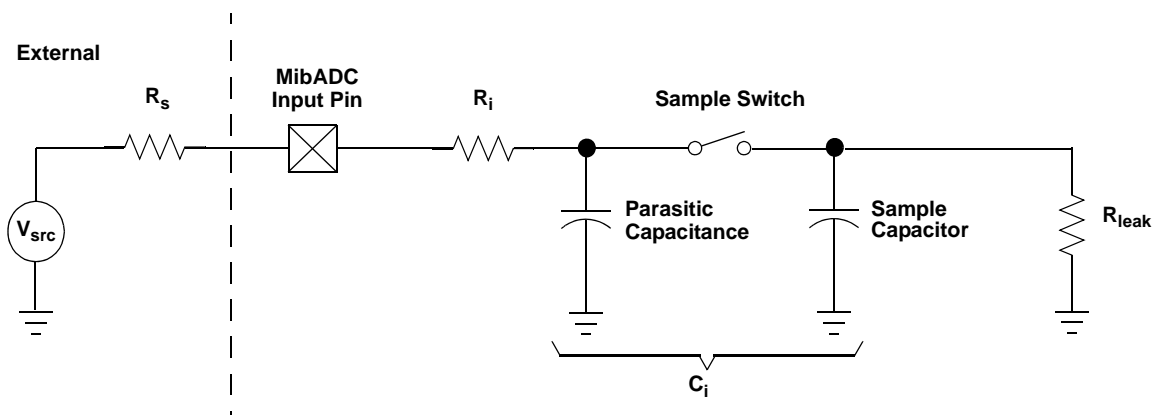 External
R_s
MibADC
Input Pin
R_i
Sample Switch
V_src
Parasitic
Capacitance
Sample
Capacitor
R_leak
C_i